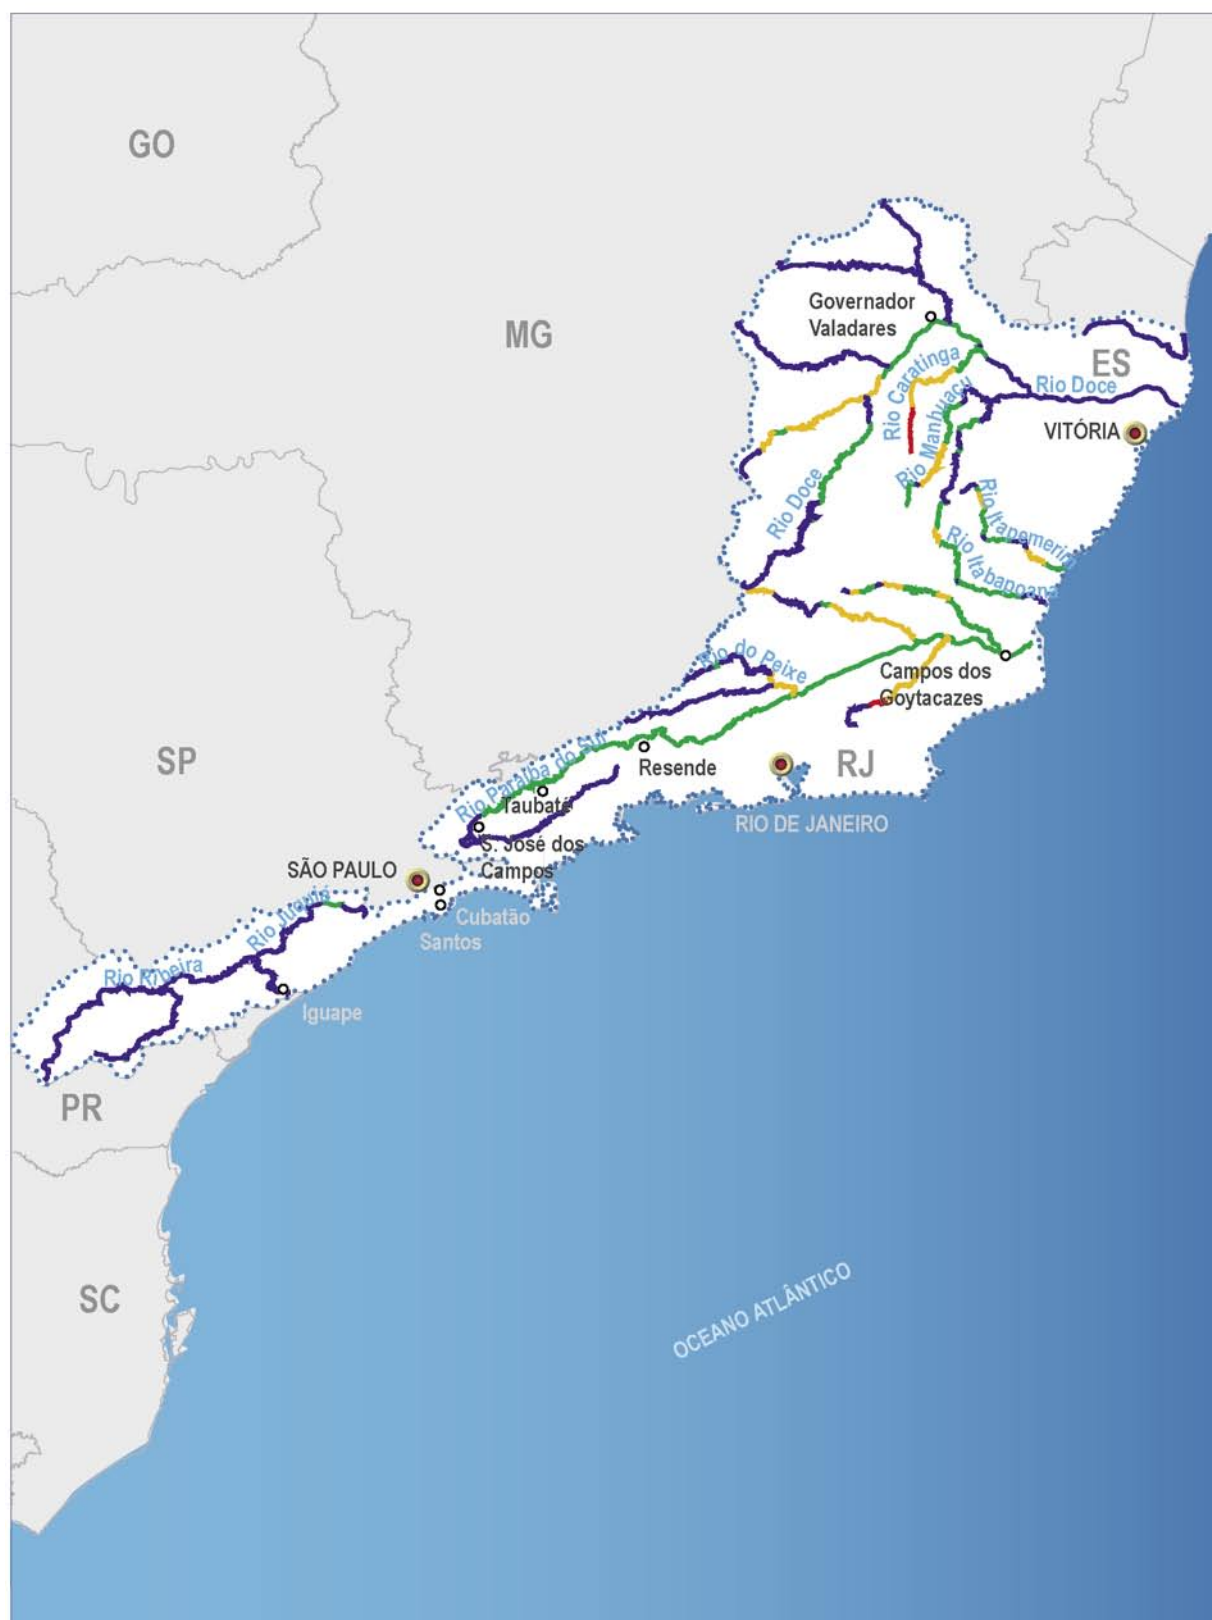 GO
MG
Governador
Valadares
ES
Rio Caratinga
Rio Manhuaçu
Rio Doce
VITÓRIA
Rio Doce
Rio Itapemerim
Rio Itabapoana
Rio do Peixe
Campos dos
Goytacazes
SP
Rio Paraíba do Sul
Resende
RJ
Taubaté
RIO DE JANEIRO
S. José dos
Campos
SÃO PAULO
Cubatão
Santos
Rio Juquiá
Rio Ribeira
Iguape
PR
SC
OCEANO ATLÂNTICO